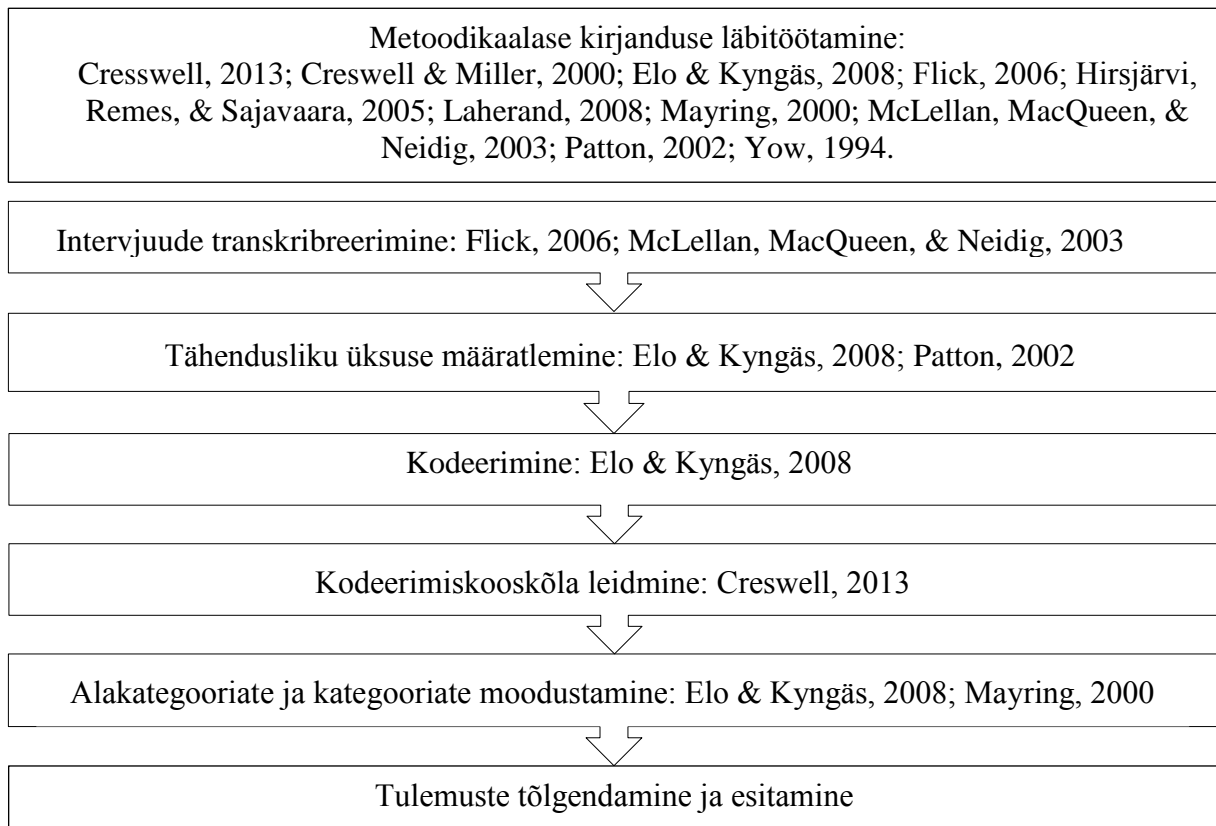 Metoodikaalase kirjanduse läbitöötamine:
Cresswell, 2013; Creswell & Miller, 2000; Elo & Kyngäs, 2008; Flick, 2006; Hirsjärvi,
Remes, & Sajavaara, 2005; Laherand, 2008; Mayring, 2000; McLellan, MacQueen, &
Neidig, 2003; Patton, 2002; Yow, 1994.
Intervjuude transkribreerimine: Flick, 2006; McLellan, MacQueen, & Neidig, 2003
Tähendusliku üksuse määratlemine: Elo & Kyngäs, 2008; Patton, 2002
Kodeerimine: Elo & Kyngäs, 2008
Kodeerimiskooskõla leidmine: Creswell, 2013
Alakategooriate ja kategooriate moodustamine: Elo & Kyngäs, 2008; Mayring, 2000
Tulemuste tõlgendamine ja esitamine